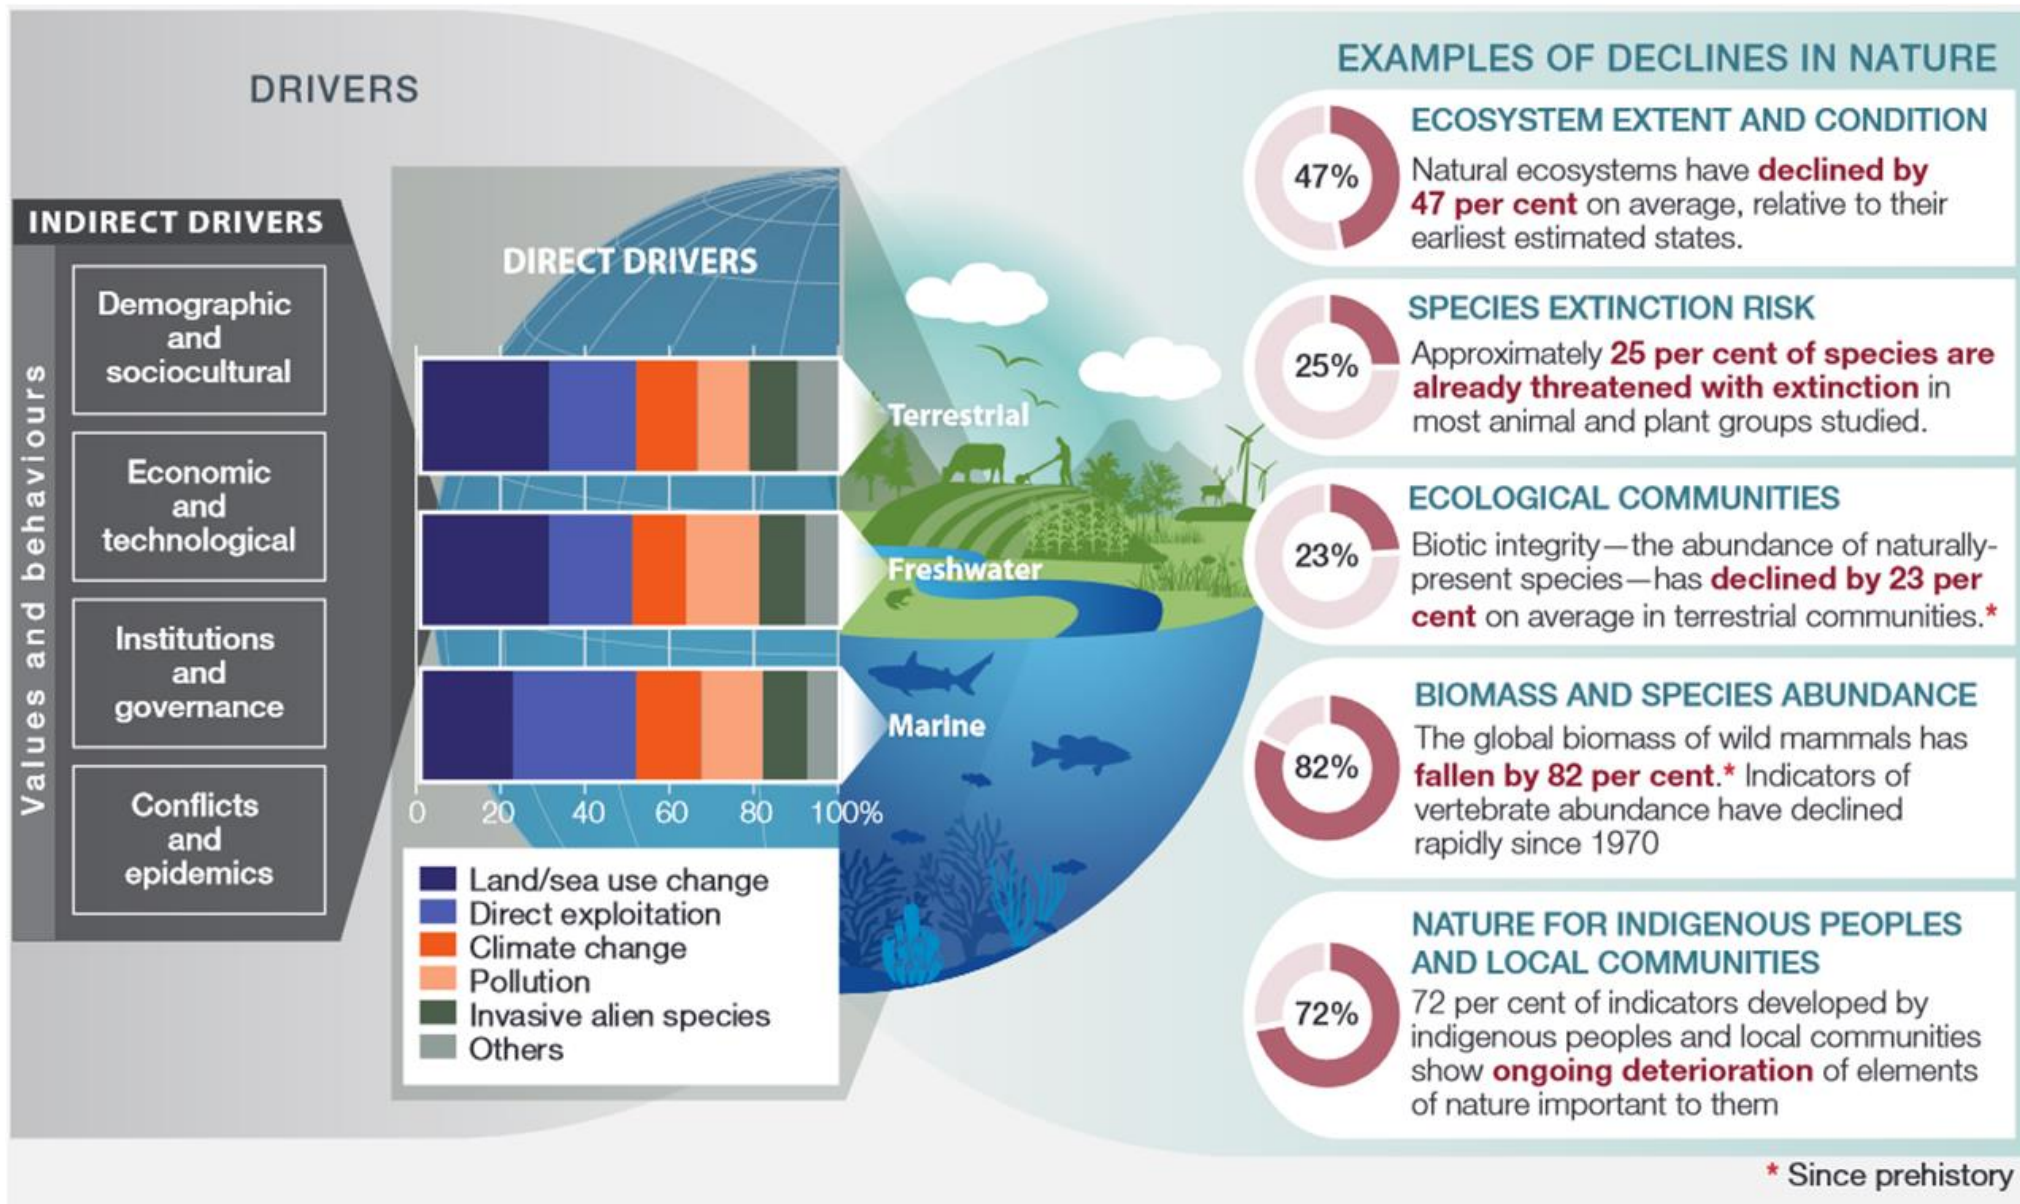 DRIVERS
INDIRECT DRIVERS
Values and behaviours
Demographic
and
sociocultural
Economic
and
technological
Institutions
and
governance
Conflicts
and
epidemics
DIRECT DRIVERS
Terrestrial
Freshwater
Marine
0 20 40 60 80 100%
Land/sea use change
Direct exploitation
Climate change
Pollution
Invasive alien species
Others
EXAMPLES OF DECLINES IN NATURE
47%
ECOSYSTEM EXTENT AND CONDITION
Natural ecosystems have declined by
47 per cent on average, relative to their
earliest estimated states.
25%
SPECIES EXTINCTION RISK
Approximately 25 per cent of species are
already threatened with extinction in
most animal and plant groups studied.
23%
ECOLOGICAL COMMUNITIES
Biotic integrity—the abundance of naturally-
present species—has declined by 23 per
cent on average in terrestrial communities.*
82%
BIOMASS AND SPECIES ABUNDANCE
The global biomass of wild mammals has
fallen by 82 per cent.* Indicators of
vertebrate abundance have declined
rapidly since 1970
72%
NATURE FOR INDIGENOUS PEOPLES
AND LOCAL COMMUNITIES
72 per cent of indicators developed by
indigenous peoples and local communities
show ongoing deterioration of elements
of nature important to them
* Since prehistory